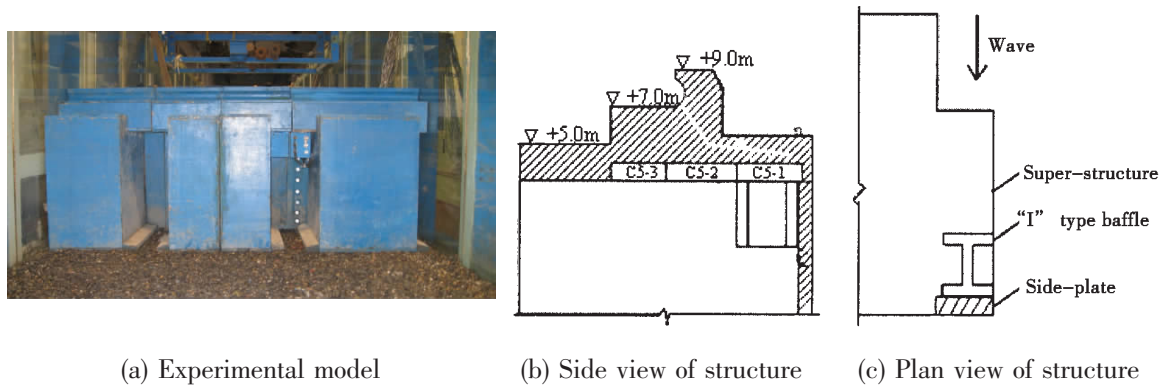 +9.0m
+7.0m
+5.0m
C5-3
C5-2
C5-1
Wave
Super-structure
“I” type baffle
Side-plate
(a) Experimental model
(b) Side view of structure
(c) Plan view of structure